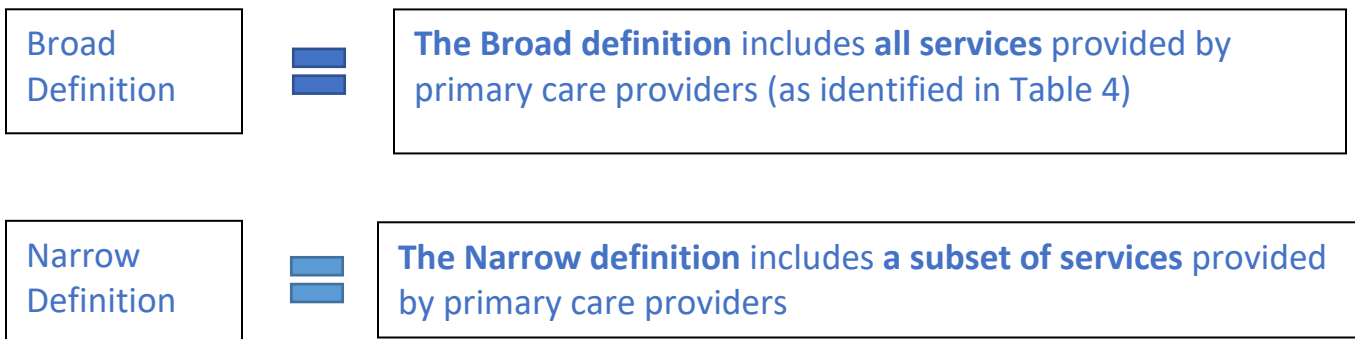 Broad
Definition
The Broad definition includes all services provided by
primary care providers (as identified in Table 4)
Narrow
Definition
The Narrow definition includes a subset of services provided
by primary care providers